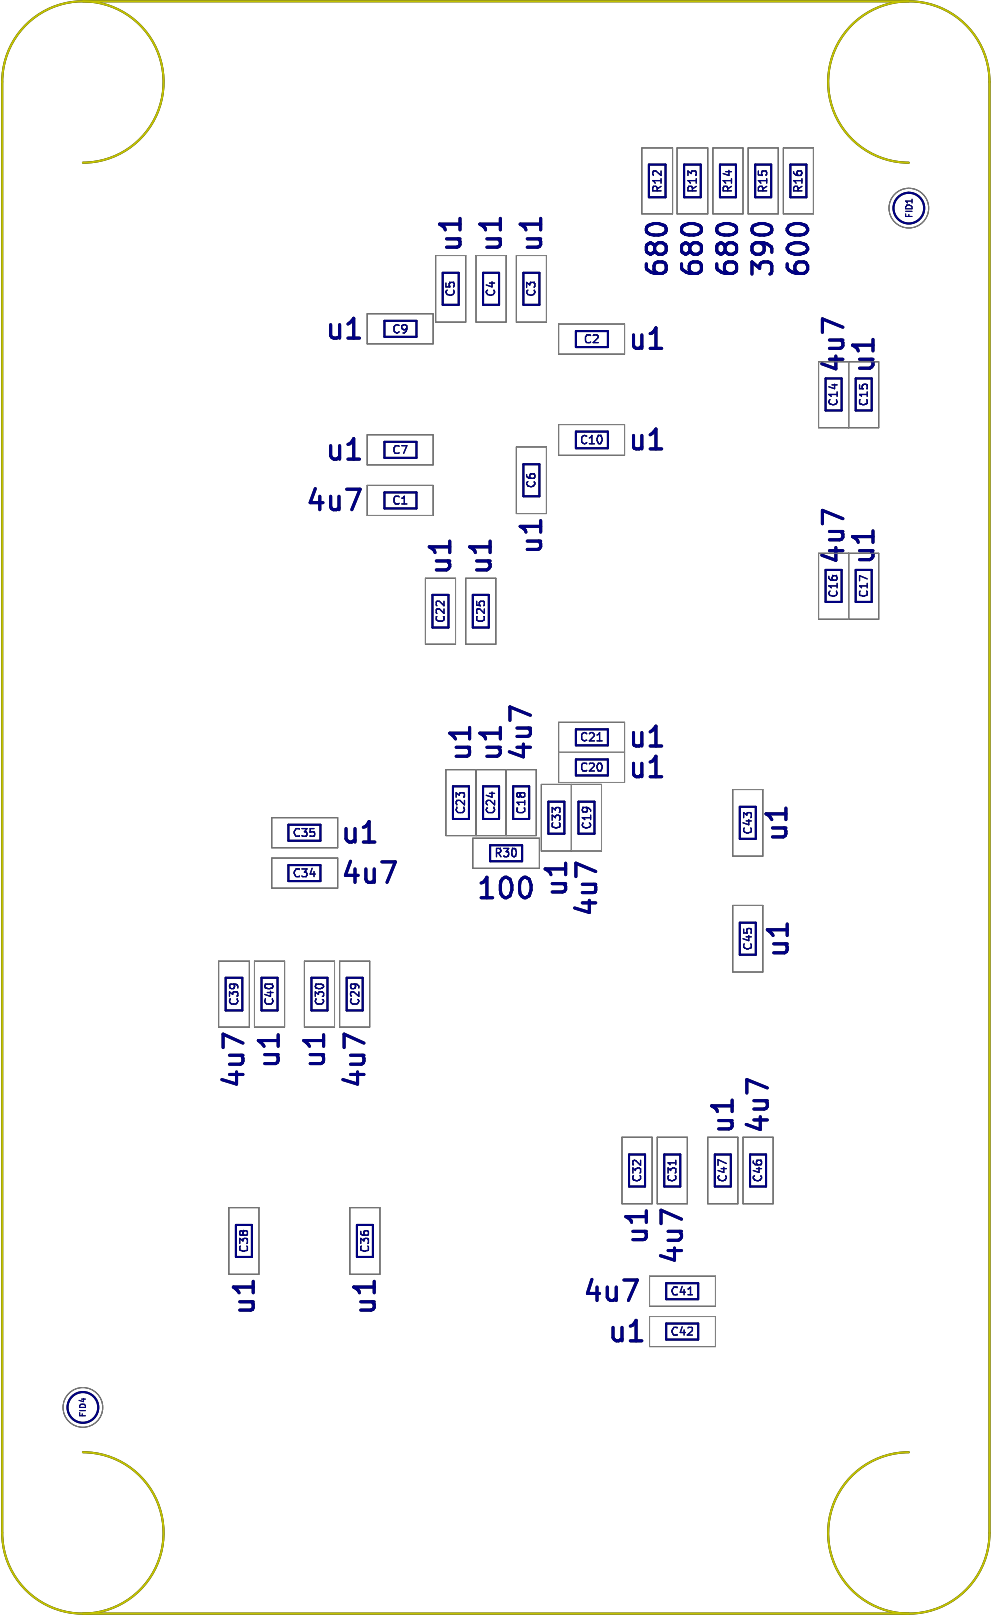 R12 R13 R14 R15 R16
FID1
680 680 680 390 600
u1 u1 u1
C5 C4 C3
u1 C9
C2 u1
4u7 u1
C14 C15
u1 C7
C10 u1
4u7 C1
C6
u1
4u7 u1
C16 C17
u1 u1
C22 C25
u1 u1 4u7
C21 u1
C20 u1
C23 C24 C18
C33 C19
C43 u1
C35 u1
R30
C34 4u7
100
u1 4u7
C45 u1
C39 C40 C30 C29
4u7 u1 u1 4u7
u1 4u7
C32 C31 C47 C46
u1 4u7
C38 C36
u1 u1
4u7 C41
u1 C42
FID4